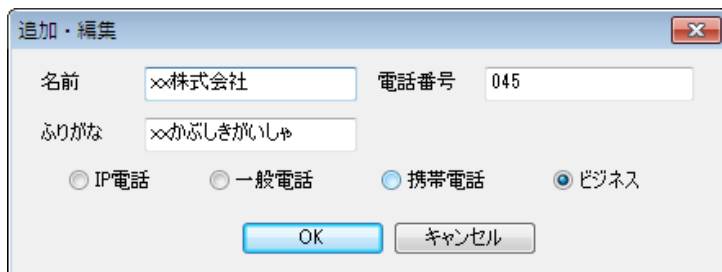 追加・編集
名前 ××株式会社 電話番号 045
ふりがな ××かぶしきがいしゃ
IP電話 一般電話 携帯電話 ビジネス
OK キャンセル